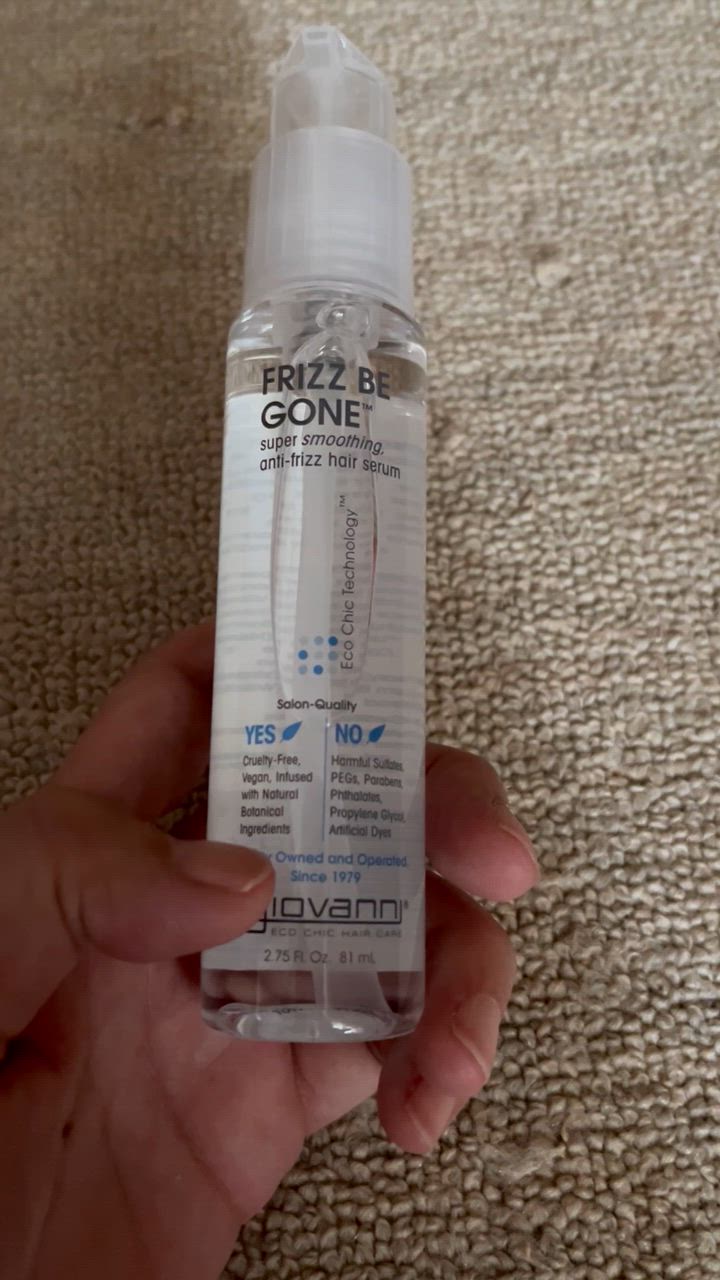 FRIZZ BE
GONE™
super smoothing,
anti-frizz hair serum
Eco Chic Technology™
Salon-Quality
YES
Cruelty-Free,
Vegan, Infused
with Natural
Botanical
Ingredients
NO
Harmful Sulfates,
PEGs, Parabens,
Phthalates,
Propylene Glycol,
Artificial Dyes
Owned and Operated
Since 1979
giovanni®
ECO CHIC HAIR CARE
2.75 Fl. Oz. 81 mL